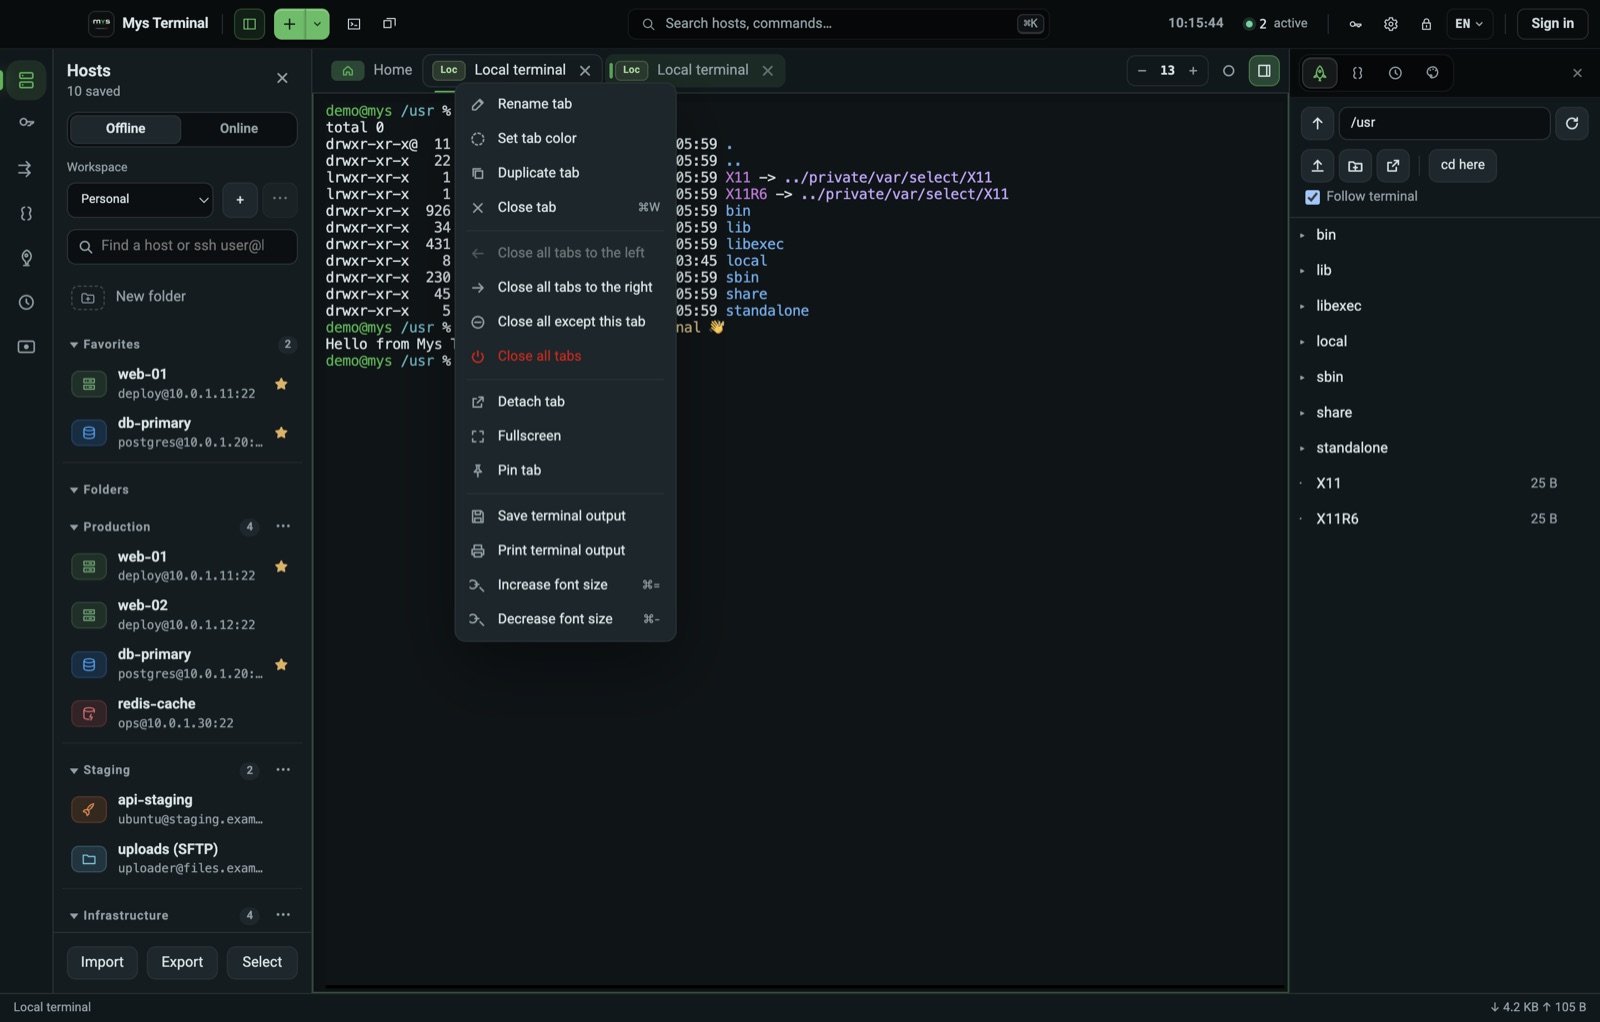 mys Mys Terminal
Search hosts, commands...
⌘K
10:15:44
2 active
EN
Sign in
Hosts
10 saved
Offline
Online
Workspace
Personal
+
...
Find a host or ssh user@
New folder
Favorites
2
web-01
deploy@10.0.1.11:22
db-primary
postgres@10.0.1.20:…
Folders
Production
4
...
web-01
deploy@10.0.1.11:22
web-02
deploy@10.0.1.12:22
db-primary
postgres@10.0.1.20:…
redis-cache
ops@10.0.1.30:22
Staging
2
...
api-staging
ubuntu@staging.exam…
uploads (SFTP)
uploader@files.exam…
Infrastructure
4
...
Import
Export
Select
Home
Loc Local terminal
Loc Local terminal
− 13 +
demo@mys /usr %
total 0
drwxr-xr-x@ 11 05:59 .
drwxr-xr-x 22 05:59 ..
lrwxr-xr-x 1 05:59 X11 -> ../private/var/select/X11
lrwxr-xr-x 1 05:59 X11R6 -> ../private/var/select/X11
drwxr-xr-x 926 05:59 bin
drwxr-xr-x 34 05:59 lib
drwxr-xr-x 431 05:59 libexec
drwxr-xr-x 8 03:45 local
drwxr-xr-x 230 05:59 sbin
drwxr-xr-x 45 05:59 share
drwxr-xr-x 5 05:59 standalone
demo@mys /usr % nal 👋
Hello from Mys
demo@mys /usr %
Rename tab
Set tab color
Duplicate tab
Close tab ⌘W
Close all tabs to the left
Close all tabs to the right
Close all except this tab
Close all tabs
Detach tab
Fullscreen
Pin tab
Save terminal output
Print terminal output
Increase font size ⌘=
Decrease font size ⌘-
/usr
cd here
Follow terminal
bin
lib
libexec
local
sbin
share
standalone
X11 25 B
X11R6 25 B
Local terminal
↓ 4.2 KB ↑ 105 B